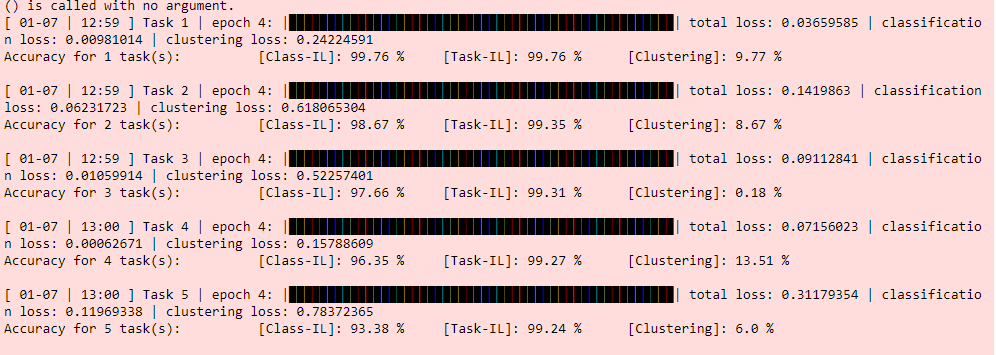 () is called with no argument.
[ 01-07 | 12:59 ] Task 1 | epoch 4: || total loss: 0.03659585 | classificatio
n loss: 0.00981014 | clustering loss: 0.24224591
Accuracy for 1 task(s): [Class-IL]: 99.76 % [Task-IL]: 99.76 % [Clustering]: 9.77 %
[ 01-07 | 12:59 ] Task 2 | epoch 4: || total loss: 0.1419863 | classification
loss: 0.06231723 | clustering loss: 0.618065304
Accuracy for 2 task(s): [Class-IL]: 98.67 % [Task-IL]: 99.35 % [Clustering]: 8.67 %
[ 01-07 | 12:59 ] Task 3 | epoch 4: || total loss: 0.09112841 | classificatio
n loss: 0.01059914 | clustering loss: 0.52257401
Accuracy for 3 task(s): [Class-IL]: 97.66 % [Task-IL]: 99.31 % [Clustering]: 0.18 %
[ 01-07 | 13:00 ] Task 4 | epoch 4: || total loss: 0.07156023 | classificatio
n loss: 0.00062671 | clustering loss: 0.15788609
Accuracy for 4 task(s): [Class-IL]: 96.35 % [Task-IL]: 99.27 % [Clustering]: 13.51 %
[ 01-07 | 13:00 ] Task 5 | epoch 4: || total loss: 0.31179354 | classificatio
n loss: 0.11969338 | clustering loss: 0.78372365
Accuracy for 5 task(s): [Class-IL]: 93.38 % [Task-IL]: 99.24 % [Clustering]: 6.0 %